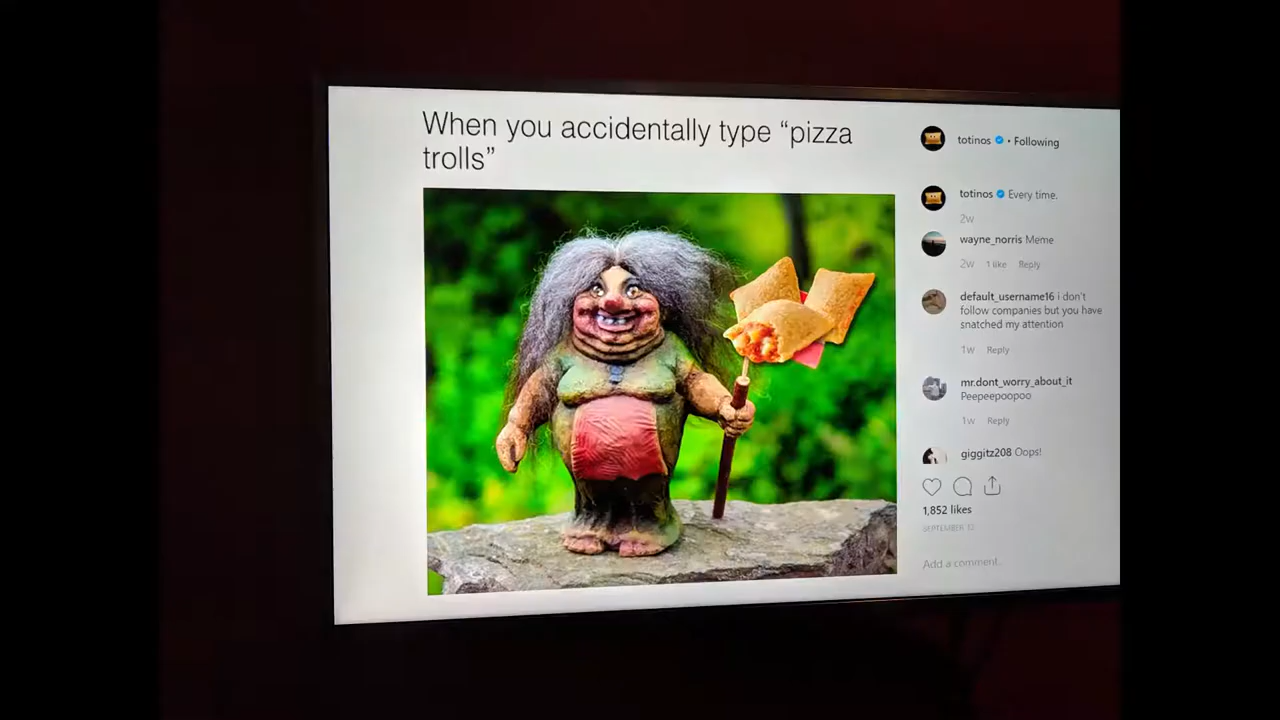 When you accidentally type “pizza
trolls”
totinos • Following
totinos Every time.
2w
wayne_norris Meme
2w 1 like Reply
default_username16 i don't
follow companies but you have
snatched my attention
1w Reply
mr.dont_worry_about_it
Peepeepoopoo
1w Reply
giggitz208 Oops!
1,852 likes
SEPTEMBER 12
Add a comment...